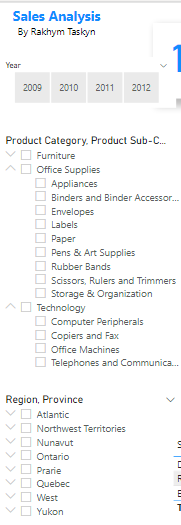 Sales Analysis
By Rakhym Taskyn
Year
2009 2010 2011 2012
Product Category, Product Sub-C...
Furniture
Office Supplies
Appliances
Binders and Binder Accessor...
Envelopes
Labels
Paper
Pens & Art Supplies
Rubber Bands
Scissors, Rulers and Trimmers
Storage & Organization
Technology
Computer Peripherals
Copiers and Fax
Office Machines
Telephones and Communica...
Region, Province
Atlantic
Northwest Territories
Nunavut
Ontario
Prarie
Quebec
West
Yukon